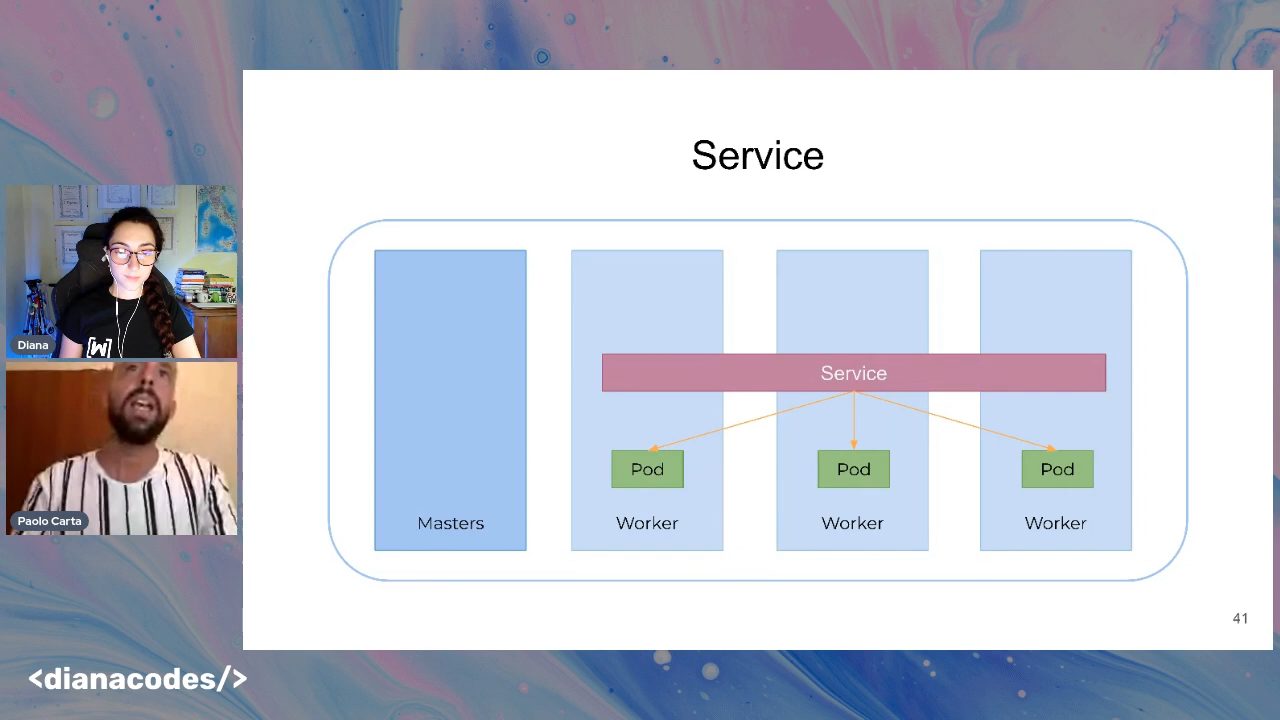 Service
Service
Pod
Pod
Pod
Masters
Worker
Worker
Worker
41
Diana
[W]
Paolo Carta
<dianacodes/>